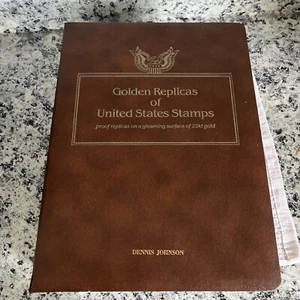 Golden Replicas
of
United States Stamps
proof replicas on a gleaming surface of 22kt gold
DENNIS JOHNSON